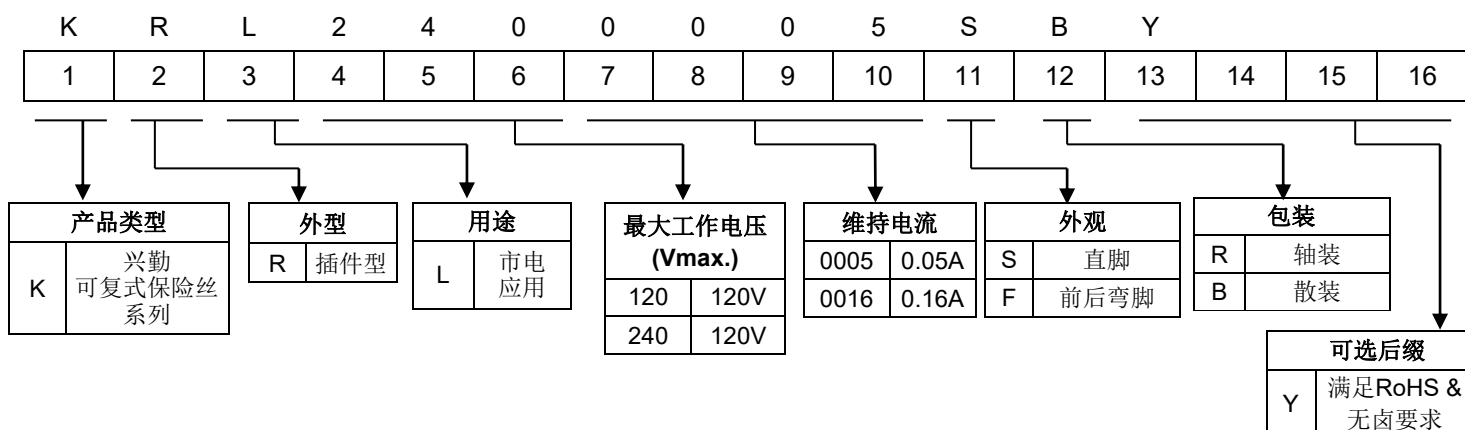 K R L 2 4 0 0 0 0 5 S B Y
1 2 3 4 5 6 7 8 9 10 11 12 13 14 15 16
产品类型
K 兴勤
可复式保险丝
系列
外型
R 插件型
用途
L 市电
应用
最大工作电压
(Vmax.)
120 120V
240 120V
维持电流
0005 0.05A
0016 0.16A
外观
S 直脚
F 前后弯脚
包装
R 轴装
B 散装
可选后缀
Y 满足RoHS &
无卤要求